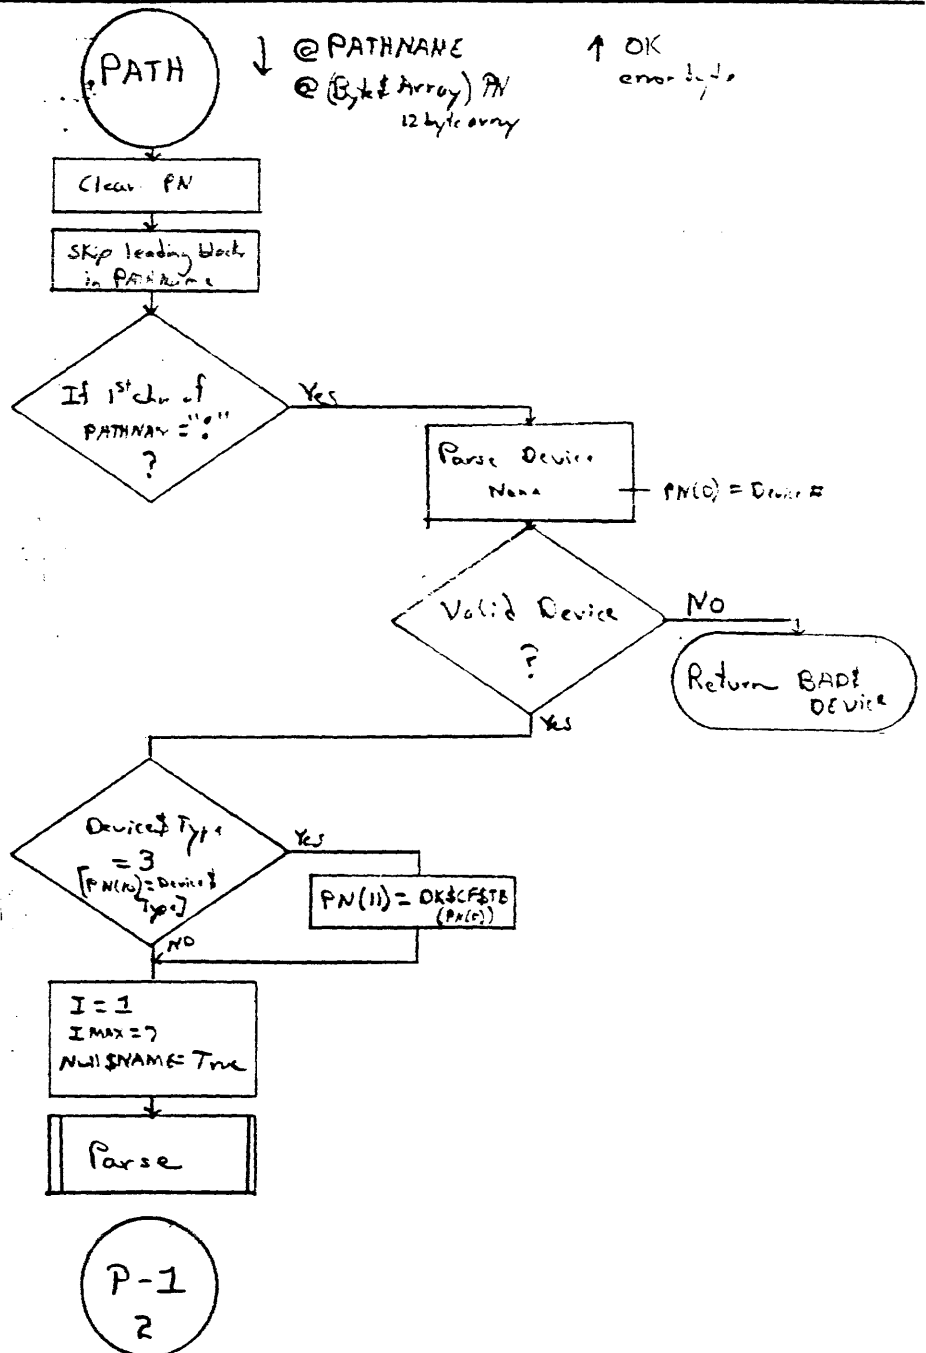 PATH
↓ @ PATHNAME
@ (Byte$ Array) PN
12 byte array
↑ OK
error byte
Clear PN
Skip leading
in PATHname
If 1st char of
PATHNAM = ":"
?
Yes
Parse Device
Name
PN(0) = Device #
Valid Device
?
No
Return BAD$
DEVICE
Yes
Device$ Type
= 3
[PN(10) = Device$
Type]
Yes
PN(11) = DK$CF$TB
(PN(0))
NO
I = 1
I MAX =
Null$NAME = True
Parse
P-1
2